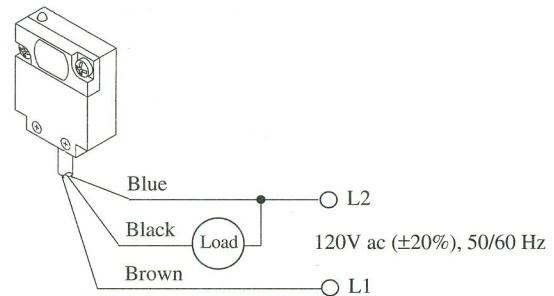 Blue
L2
Black
Load
120V ac (±20%), 50/60 Hz
Brown
L1